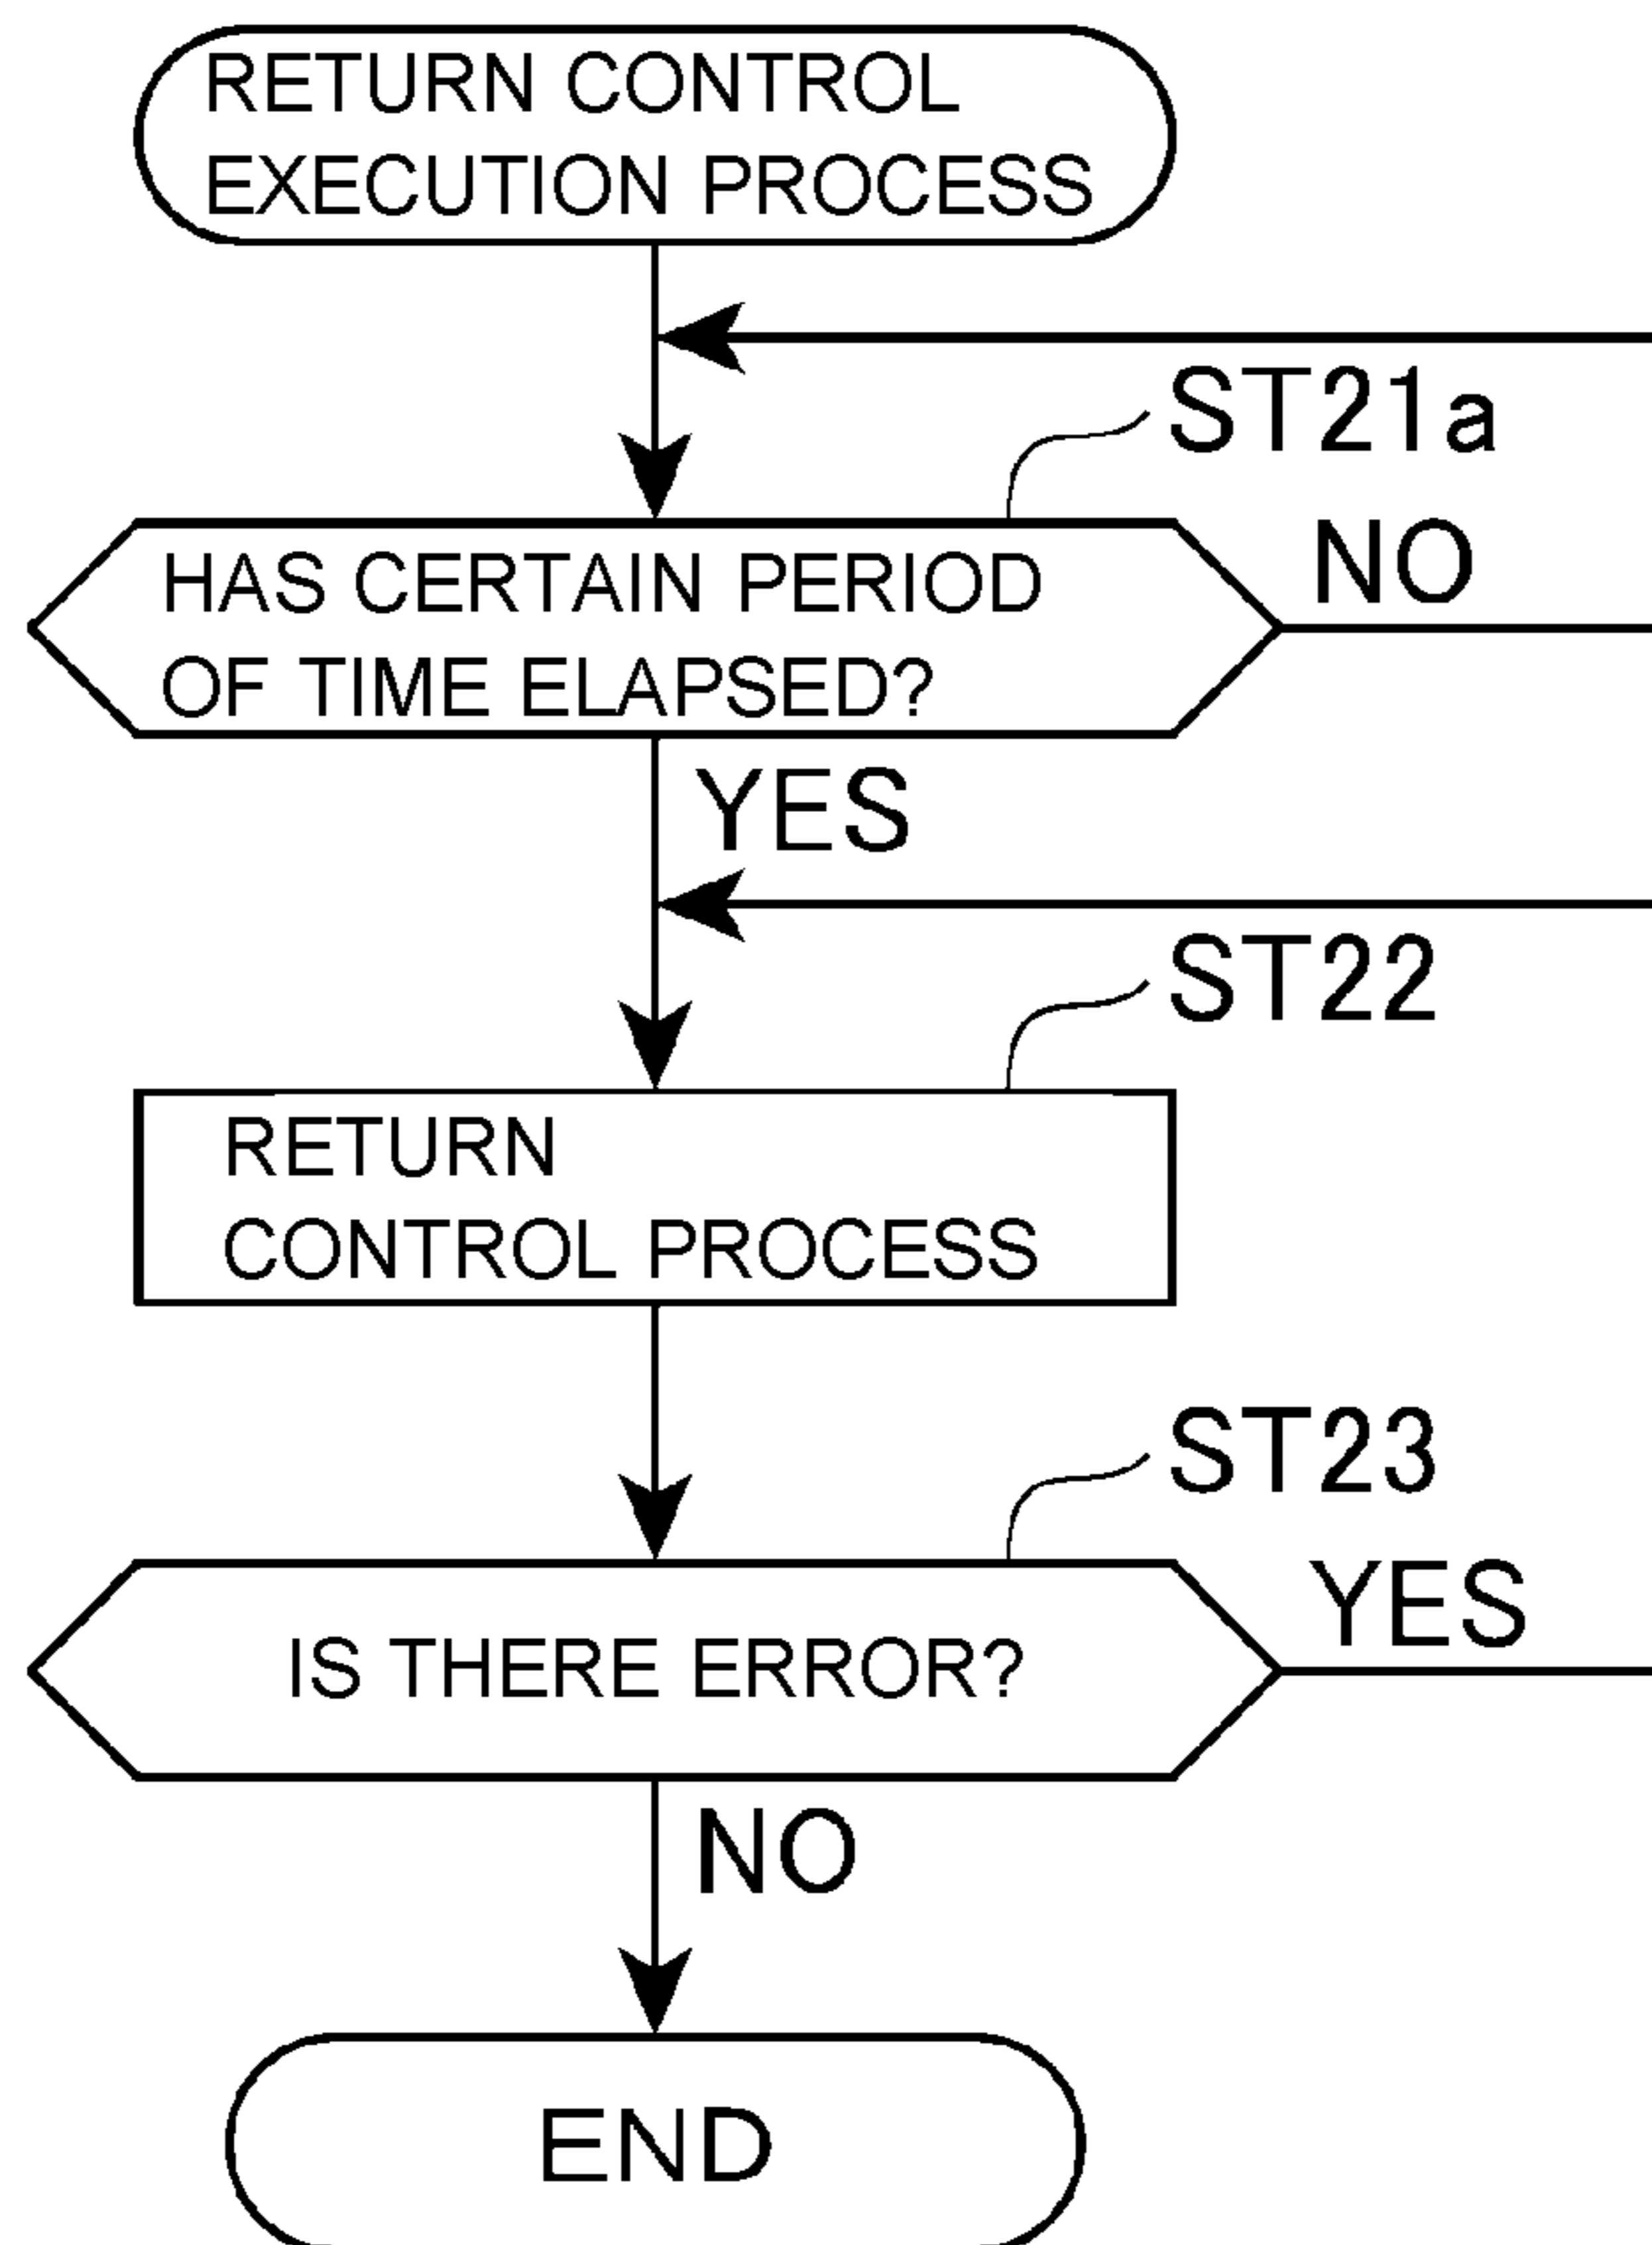 RETURN CONTROL
EXECUTION PROCESS
ST21a
HAS CERTAIN PERIOD
OF TIME ELAPSED?
NO
YES
ST22
RETURN
CONTROL PROCESS
ST23
IS THERE ERROR?
YES
NO
END